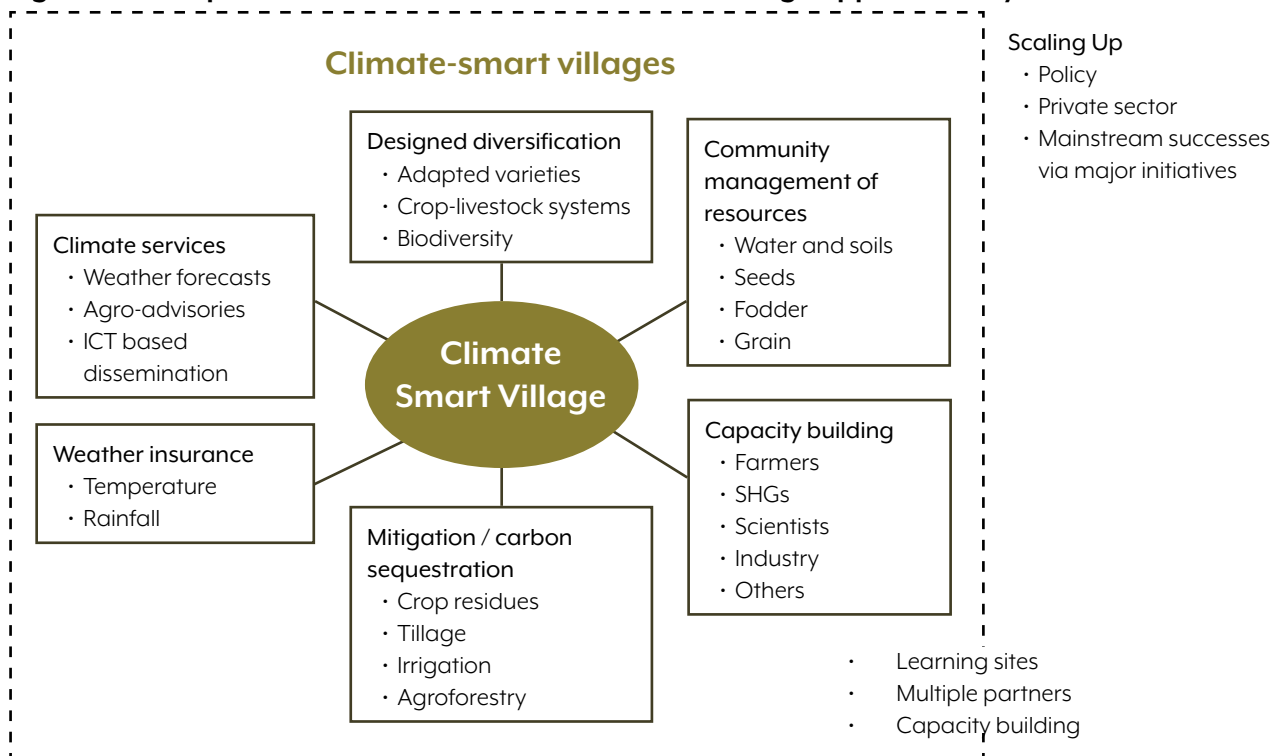 Climate-smart villages
Scaling Up
· Policy
· Private sector
· Mainstream successes
via major initiatives
Designed diversification
· Adapted varieties
· Crop-livestock systems
· Biodiversity
Community
management of
resources
· Water and soils
· Seeds
· Fodder
· Grain
Climate services
· Weather forecasts
· Agro-advisories
· ICT based
dissemination
Climate
Smart Village
Weather insurance
· Temperature
· Rainfall
Capacity building
· Farmers
· SHGs
· Scientists
· Industry
· Others
Mitigation / carbon
sequestration
· Crop residues
· Tillage
· Irrigation
· Agroforestry
· Learning sites
· Multiple partners
· Capacity building